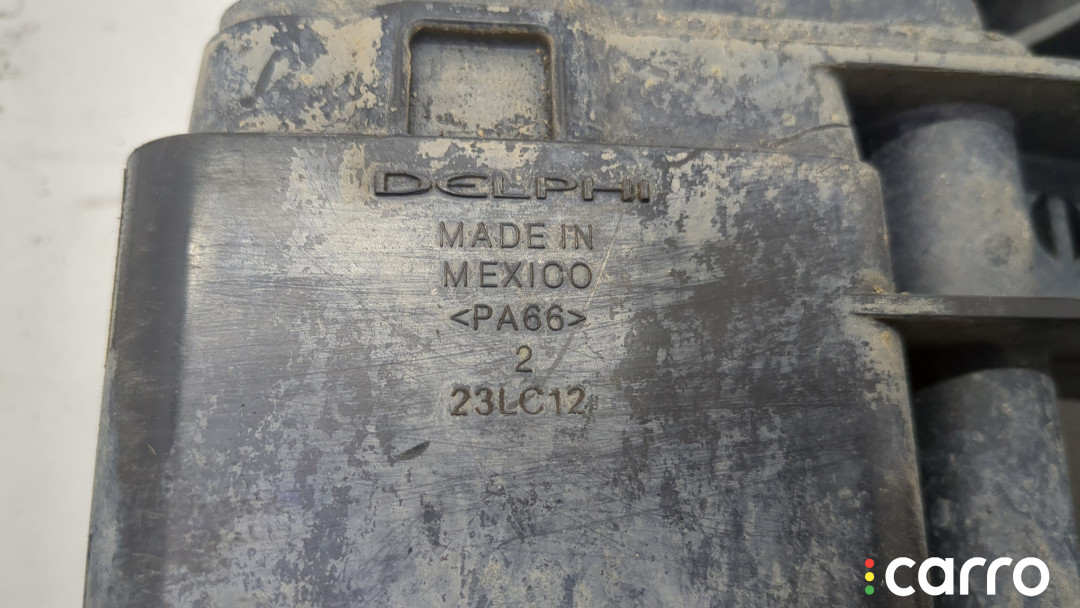 DELPHI
MADE IN
MEXICO
<PA66>
2
23LC12
carro